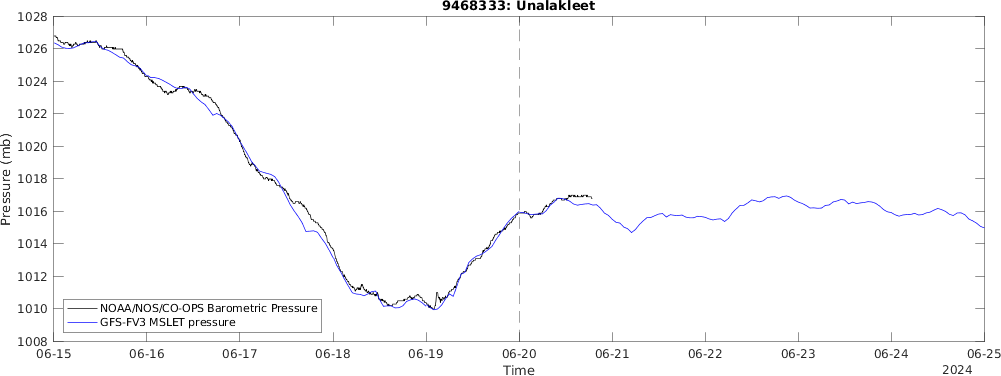 9468333: Unalakleet
1028
1026
1024
1022
1020
1018
1016
1014
1012
1010
1008
Pressure (mb)
NOAA/NOS/CO-OPS Barometric Pressure
GFS-FV3 MSLET pressure
06-15 06-16 06-17 06-18 06-19 06-20 06-21 06-22 06-23 06-24 06-25
Time
2024